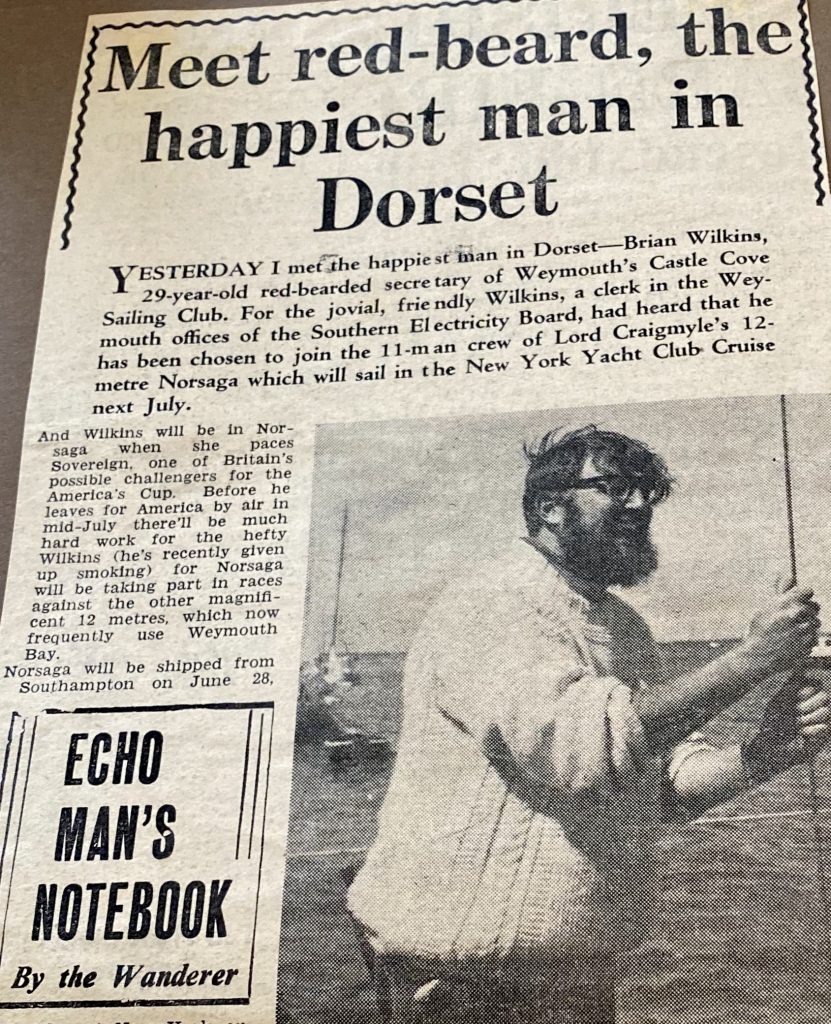 Meet red-beard, the
happiest man in
Dorset
YESTERDAY I met the happiest man in Dorset—Brian Wilkins,
29-year-old red-bearded secretary of Weymouth's Castle Cove
Sailing Club. For the jovial, friendly Wilkins, a clerk in the Wey-
mouth offices of the Southern Electricity Board, had heard that he
has been chosen to join the 11-man crew of Lord Craigmyle's 12-
metre Norsaga which will sail in the New York Yacht Club Cruise
next July.
And Wilkins will be in Nor-
saga when she paces
Sovereign, one of Britain's
possible challengers for the
America's Cup. Before he
leaves for America by air in
mid-July there'll be much
hard work for the hefty
Wilkins (he's recently given
up smoking) for Norsaga
will be taking part in races
against the other magnifi-
cent 12 metres, which now
frequently use Weymouth
Bay.
Norsaga will be shipped from
Southampton on June 28,
ECHO
MAN'S
NOTEBOOK
By the Wanderer